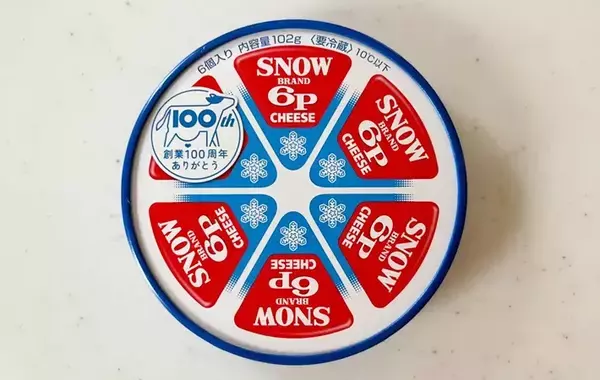 6個入り 内容量102g 〈要冷蔵〉10℃以下
SNOW
BRAND
6P
CHEESE
SNOW
BRAND
6P
CHEESE
100th
創業100周年
ありがとう
SNOW
BRAND
6P
CHEESE
SNOW
BRAND
6P
CHEESE
SNOW
BRAND
6P
CHEESE